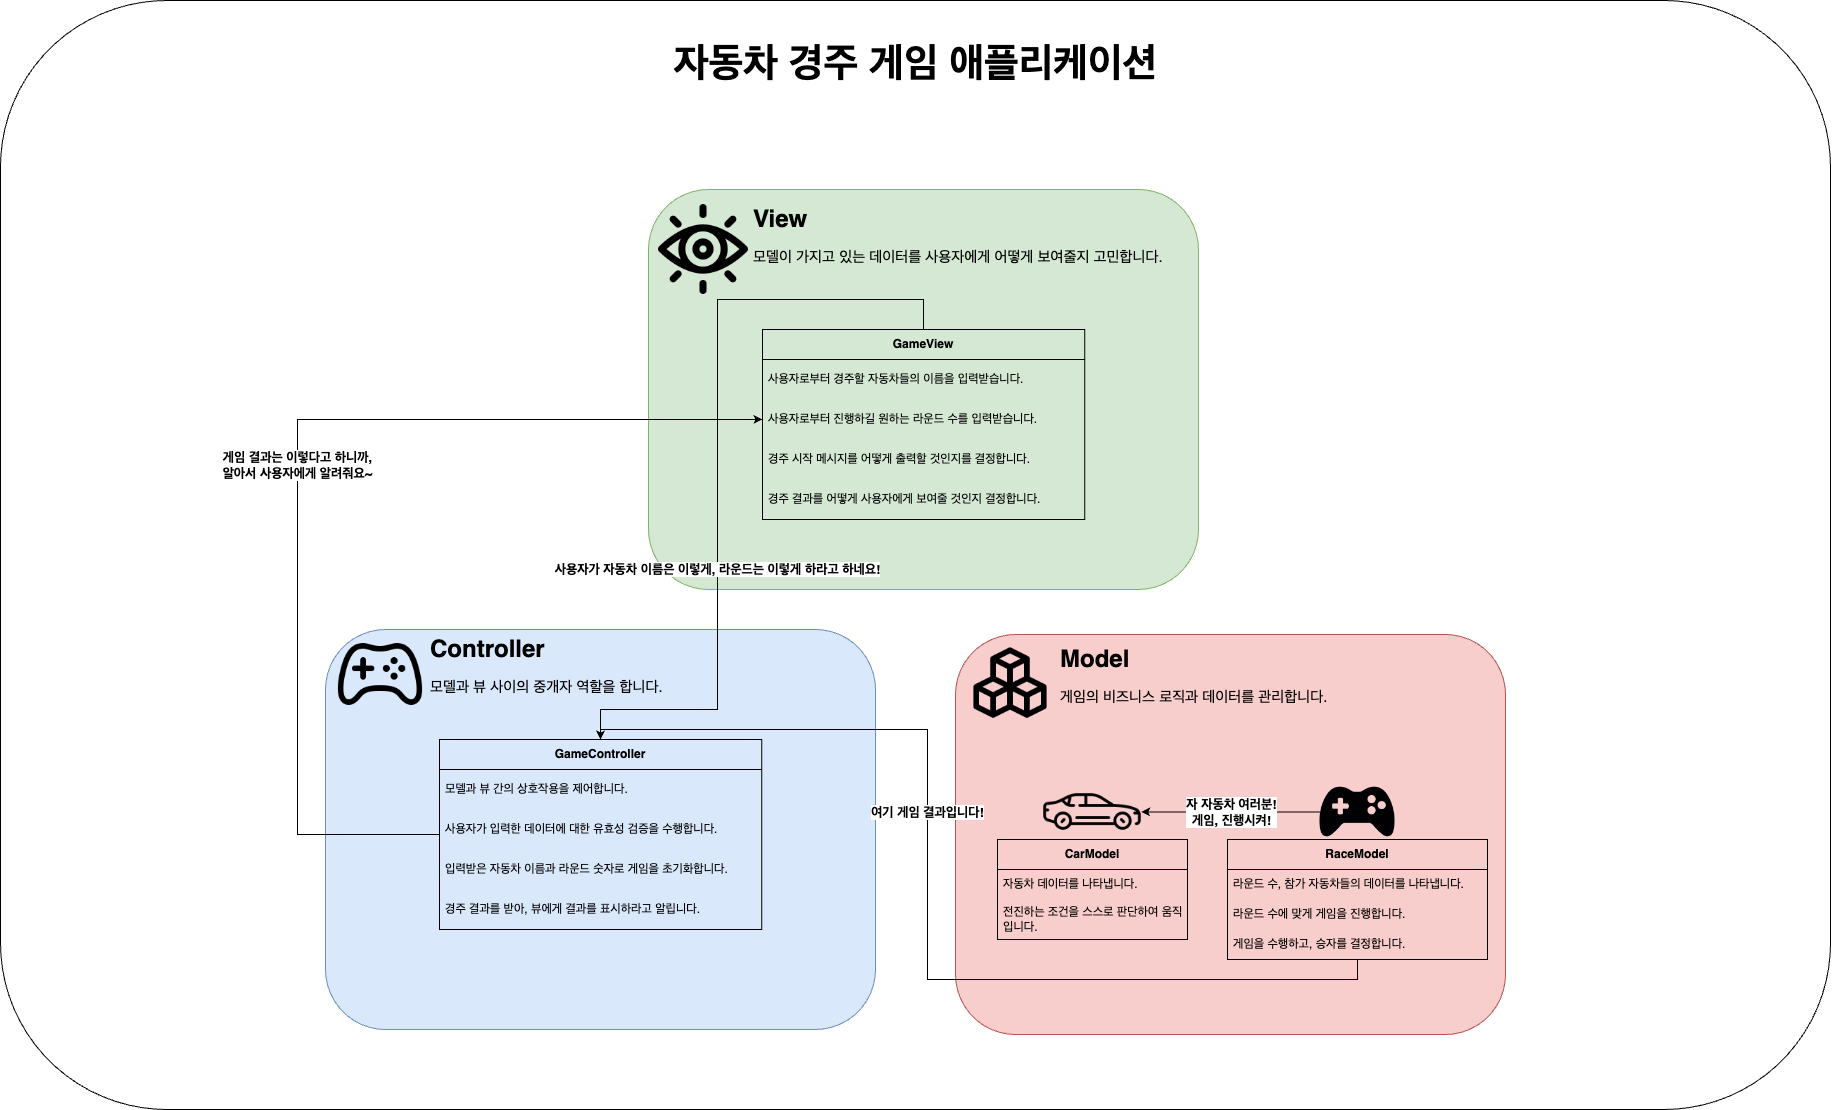 자동차 경주 게임 애플리케이션
View
모델이 가지고 있는 데이터를 사용자에게 어떻게 보여줄지 고민합니다.
GameView
사용자로부터 경주할 자동차들의 이름을 입력받습니다.
사용자로부터 진행하길 원하는 라운드 수를 입력받습니다.
경주 시작 메시지를 어떻게 출력할 것인지를 결정합니다.
경주 결과를 어떻게 사용자에게 보여줄 것인지 결정합니다.
게임 결과는 이렇다고 하니까,
알아서 사용자에게 알려줘요~
사용자가 자동차 이름은 이렇게, 라운드는 이렇게 하라고 하네요!
Controller
모델과 뷰 사이의 중개자 역할을 합니다.
GameController
모델과 뷰 간의 상호작용을 제어합니다.
사용자가 입력한 데이터에 대한 유효성 검증을 수행합니다.
입력받은 자동차 이름과 라운드 숫자로 게임을 초기화합니다.
경주 결과를 받아, 뷰에게 결과를 표시하라고 알립니다.
여기 게임 결과입니다!
Model
게임의 비즈니스 로직과 데이터를 관리합니다.
자 자동차 여러분!
게임, 진행시켜!
CarModel
자동차 데이터를 나타냅니다.
전진하는 조건을 스스로 판단하여 움직
입니다.
RaceModel
라운드 수, 참가 자동차들의 데이터를 나타냅니다.
라운드 수에 맞게 게임을 진행합니다.
게임을 수행하고, 승자를 결정합니다.